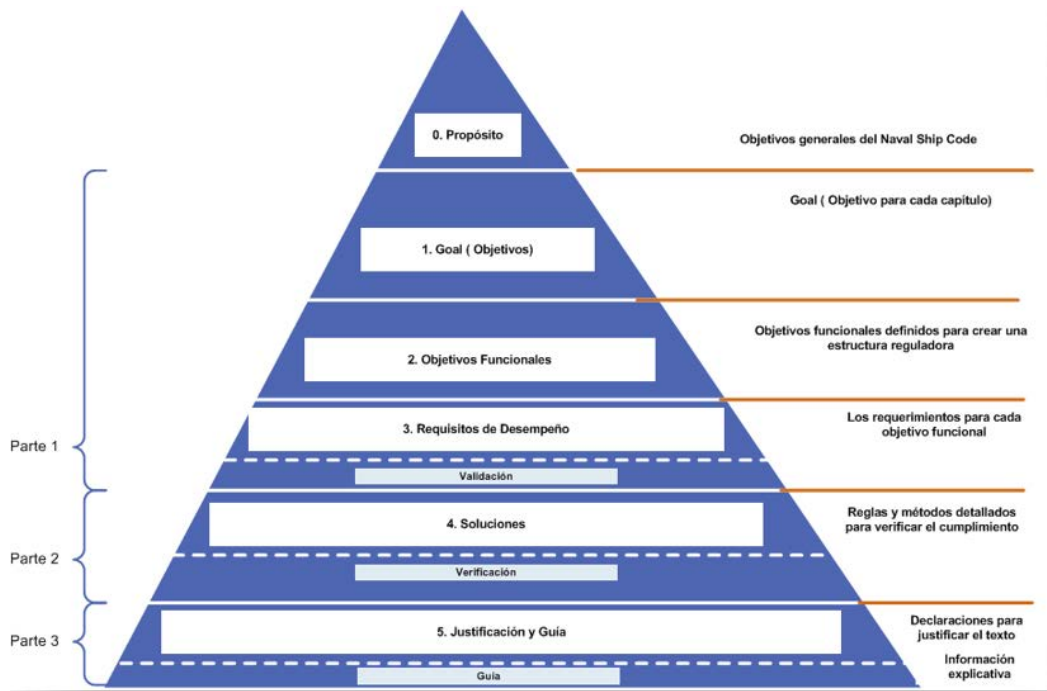 0. Propósito
Objetivos generales del Naval Ship Code
Goal ( Objetivo para cada capítulo)
1. Goal ( Objetivos)
Objetivos funcionales definidos para crear una
estructura reguladora
2. Objetivos Funcionales
Los requerimientos para cada
objetivo funcional
3. Requisitos de Desempeño
Parte 1
Validación
Reglas y métodos detallados
para verificar el cumplimiento
4. Soluciones
Parte 2
Verificación
Declaraciones para
justificar el texto
5. Justificación y Guía
Parte 3
Información
explicativa
Guía